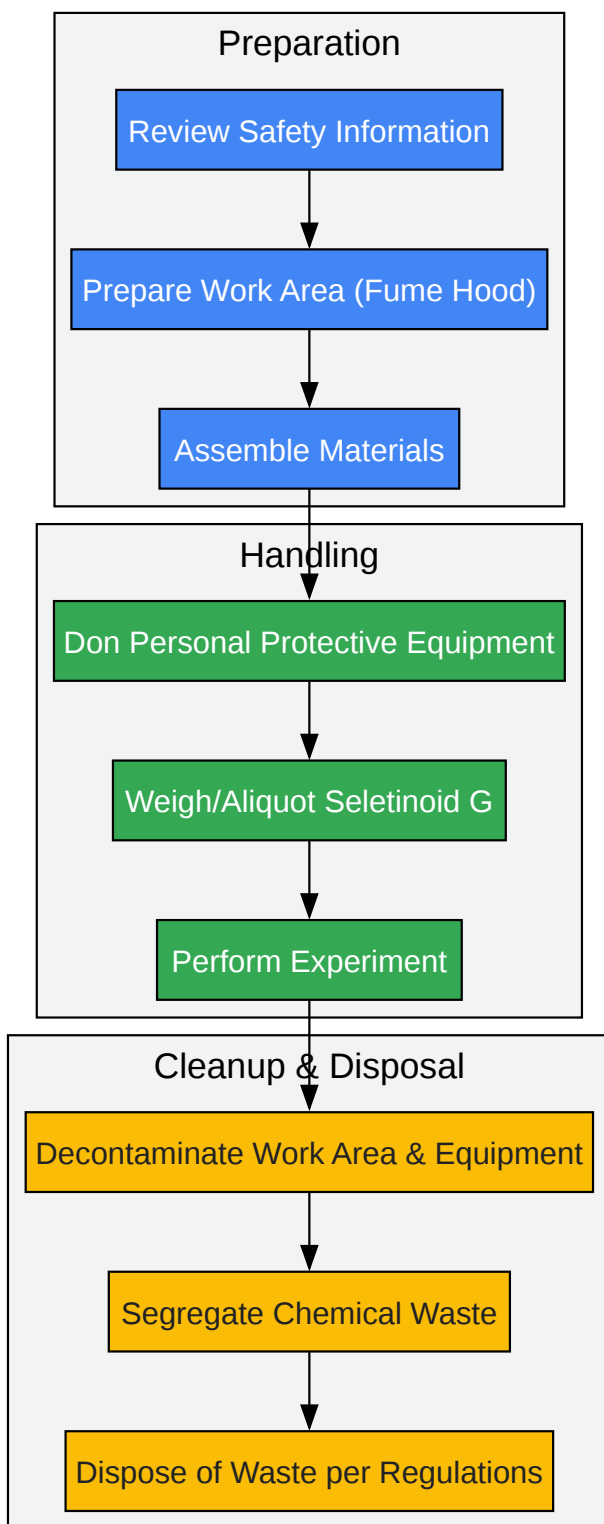 Preparation
Review Safety Information
Prepare Work Area (Fume Hood)
Assemble Materials
Handling
Don Personal Protective Equipment
Weigh/Aliquot Seletinoid G
Perform Experiment
Cleanup & Disposal
Decontaminate Work Area & Equipment
Segregate Chemical Waste
Dispose of Waste per Regulations